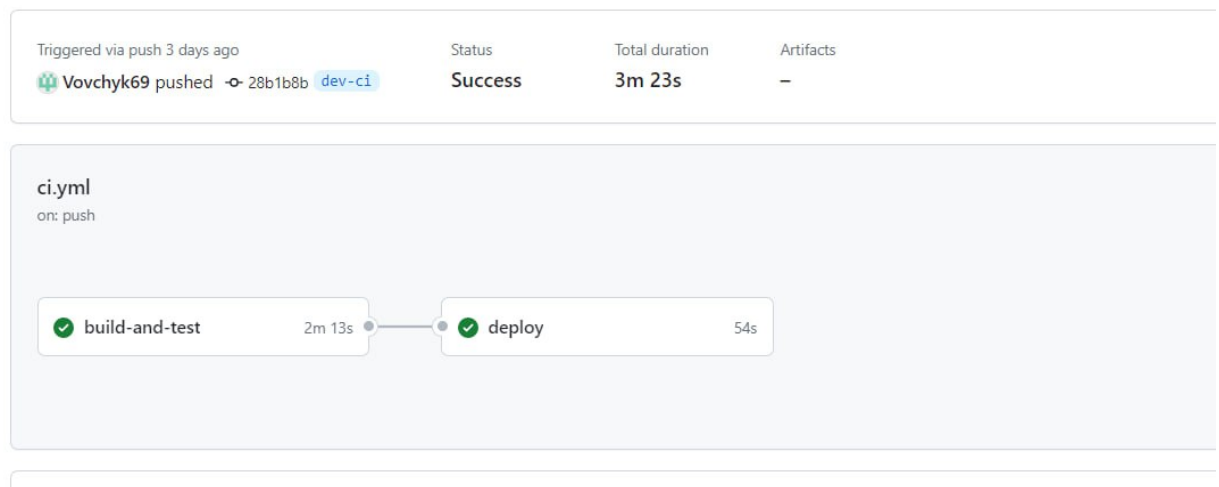 Triggered via push 3 days ago
Vovchyk69 pushed 28b1b8b dev-ci
Status
Success
Total duration
3m 23s
Artifacts
–
ci.yml
on: push
build-and-test 2m 13s
deploy 54s